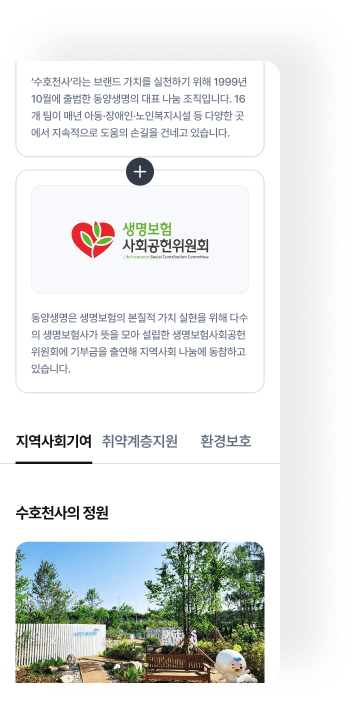 ‘수호천사’라는 브랜드 가치를 실천하기 위해 1999년
10월에 출범한 동양생명의 대표 나눔 조직입니다. 16
개 팀이 매년 아동·장애인·노인복지시설 등 다양한 곳
에서 지속적으로 도움의 손길을 건네고 있습니다.
생명보험
사회공헌위원회
Life Insurance Social Contribution Committee
동양생명은 생명보험의 본질적 가치 실현을 위해 다수
의 생명보험사가 뜻을 모아 설립한 생명보험사회공헌
위원회에 기부금을 출연해 지역사회 나눔에 동참하고
있습니다.
지역사회기여 취약계층지원 환경보호
수호천사의 정원